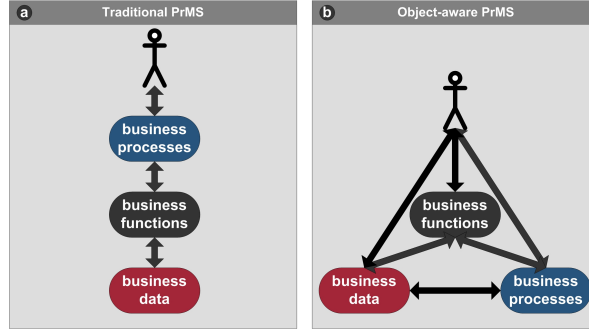 a Traditional PrMS
business
processes
business
functions
business
data
b Object-aware PrMS
business
functions
business
data
business
processes